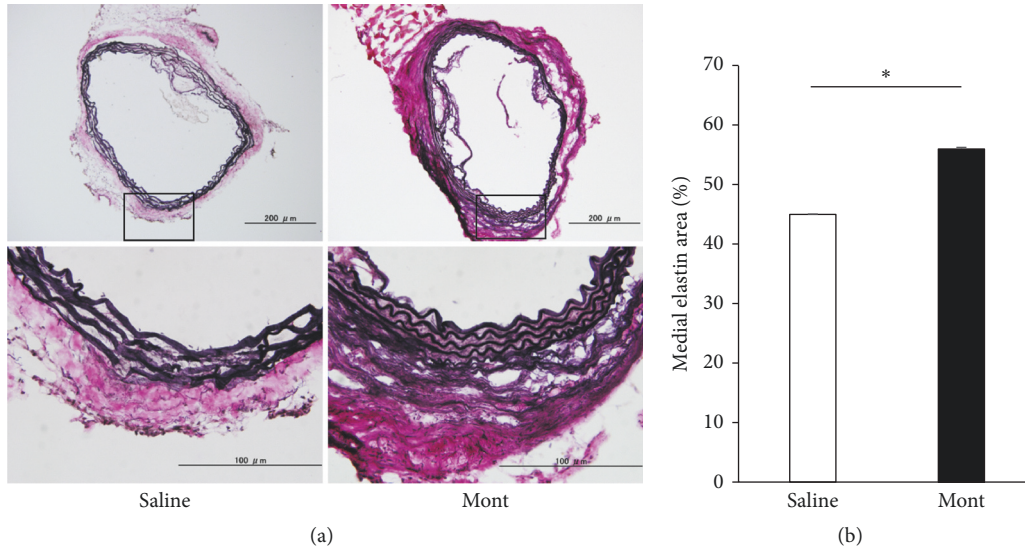 200 μm
200 μm
100 μm
100 μm
Saline
Mont
(a)
Medial elastin area (%)
70
60
50
40
30
20
10
0
*
Saline
Mont
(b)